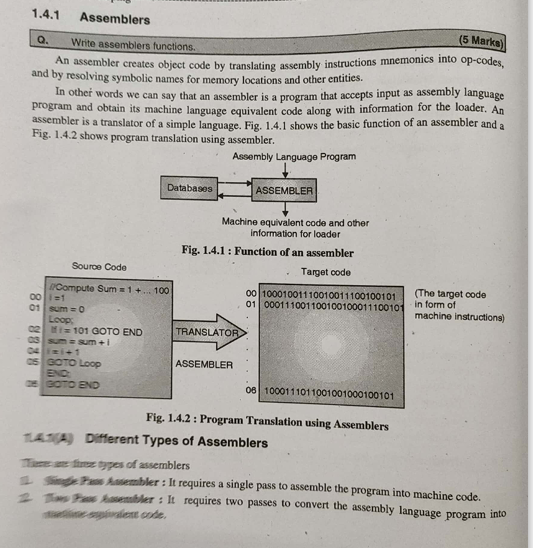 1.4.1 Assemblers
Q. Write assemblers functions. (5 Marks)
An assembler creates object code by translating assembly instructions mnemonics into op-codes,
and by resolving symbolic names for memory locations and other entities.
In other words we can say that an assembler is a program that accepts input as assembly language
program and obtain its machine language equivalent code along with information for the loader. An
assembler is a translator of a simple language. Fig. 1.4.1 shows the basic function of an assembler and a
Fig. 1.4.2 shows program translation using assembler.
Assembly Language Program
Databases
ASSEMBLER
Machine equivalent code and other
information for loader
Fig. 1.4.1 : Function of an assembler
Source Code
//Compute Sum = 1 + ... 100
00 i=1
01 sum = 0
Loop:
02 If i = 101 GOTO END
03 sum = sum + i
04 i = i + 1
05 GOTO Loop
END:
06 GOTO END
TRANSLATOR
ASSEMBLER
Target code
00 1000100111001001110010010 1
01 0001110011001001000111001 01
06 1000111011001001000100101
(The target code
in form of
machine instructions)
Fig. 1.4.2 : Program Translation using Assemblers
1.4.1(A) Different Types of Assemblers
There are three types of assemblers
1. Single Pass Assembler : It requires a single pass to assemble the program into machine code.
2. Two Pass Assembler : It requires two passes to convert the assembly language program into
machine equivalent code.